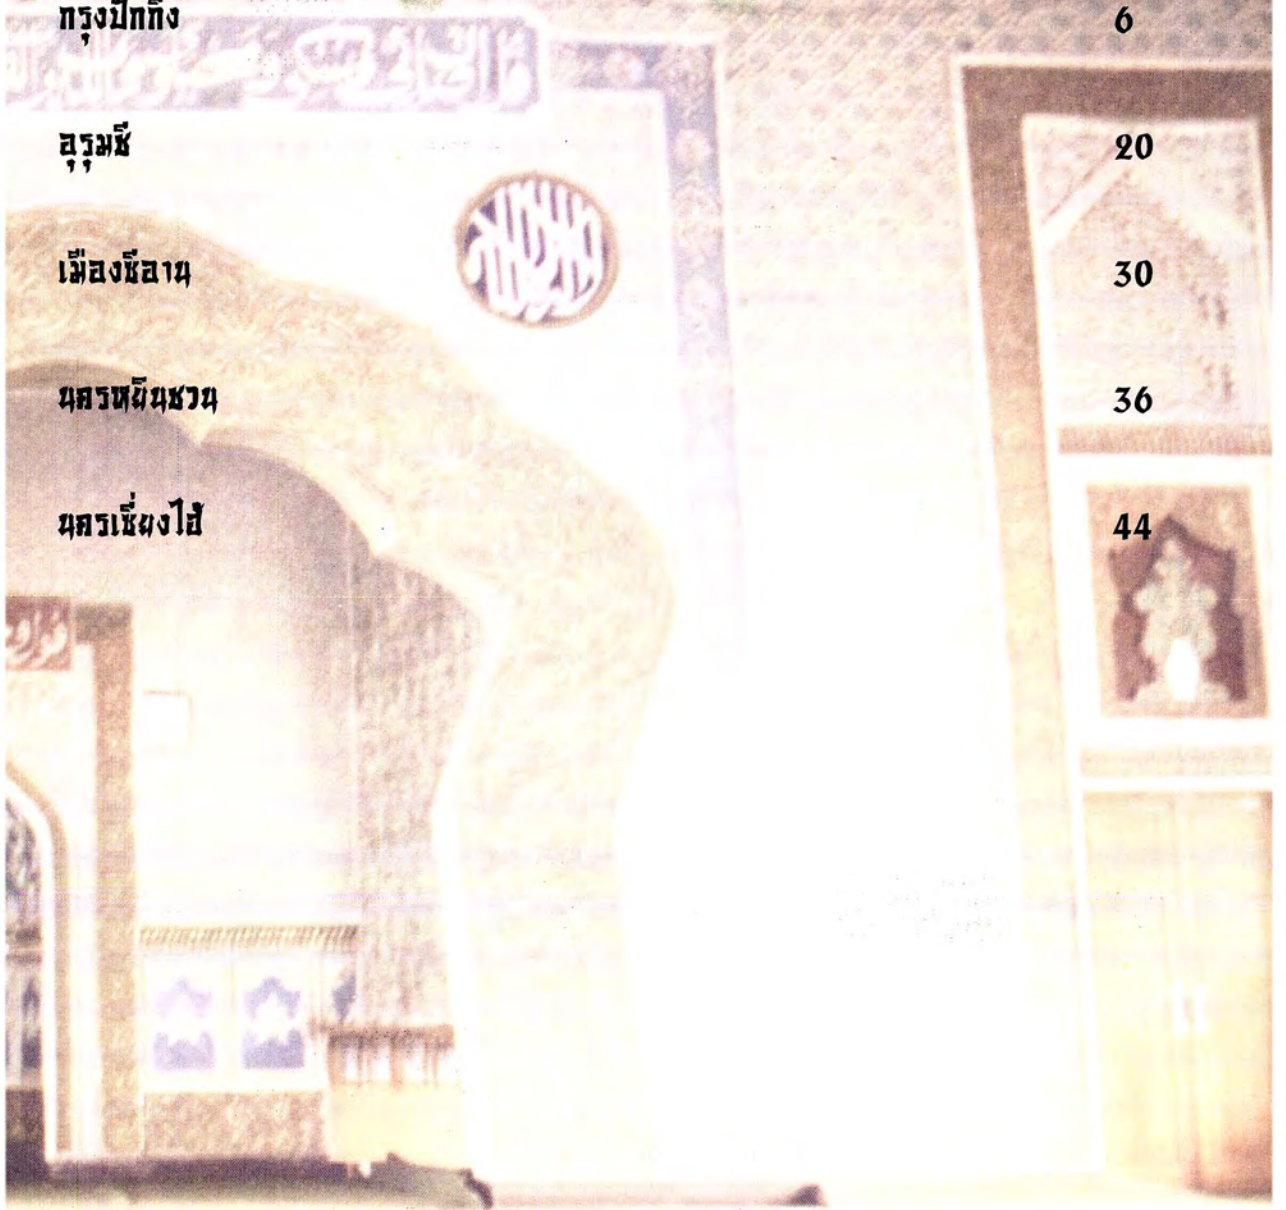 กรุงปักกิ่ง 6
อุรุมชี 20
เมืองซีอาน 30
นครหยินชวน 36
นครเซี่ยงไฮ้ 44